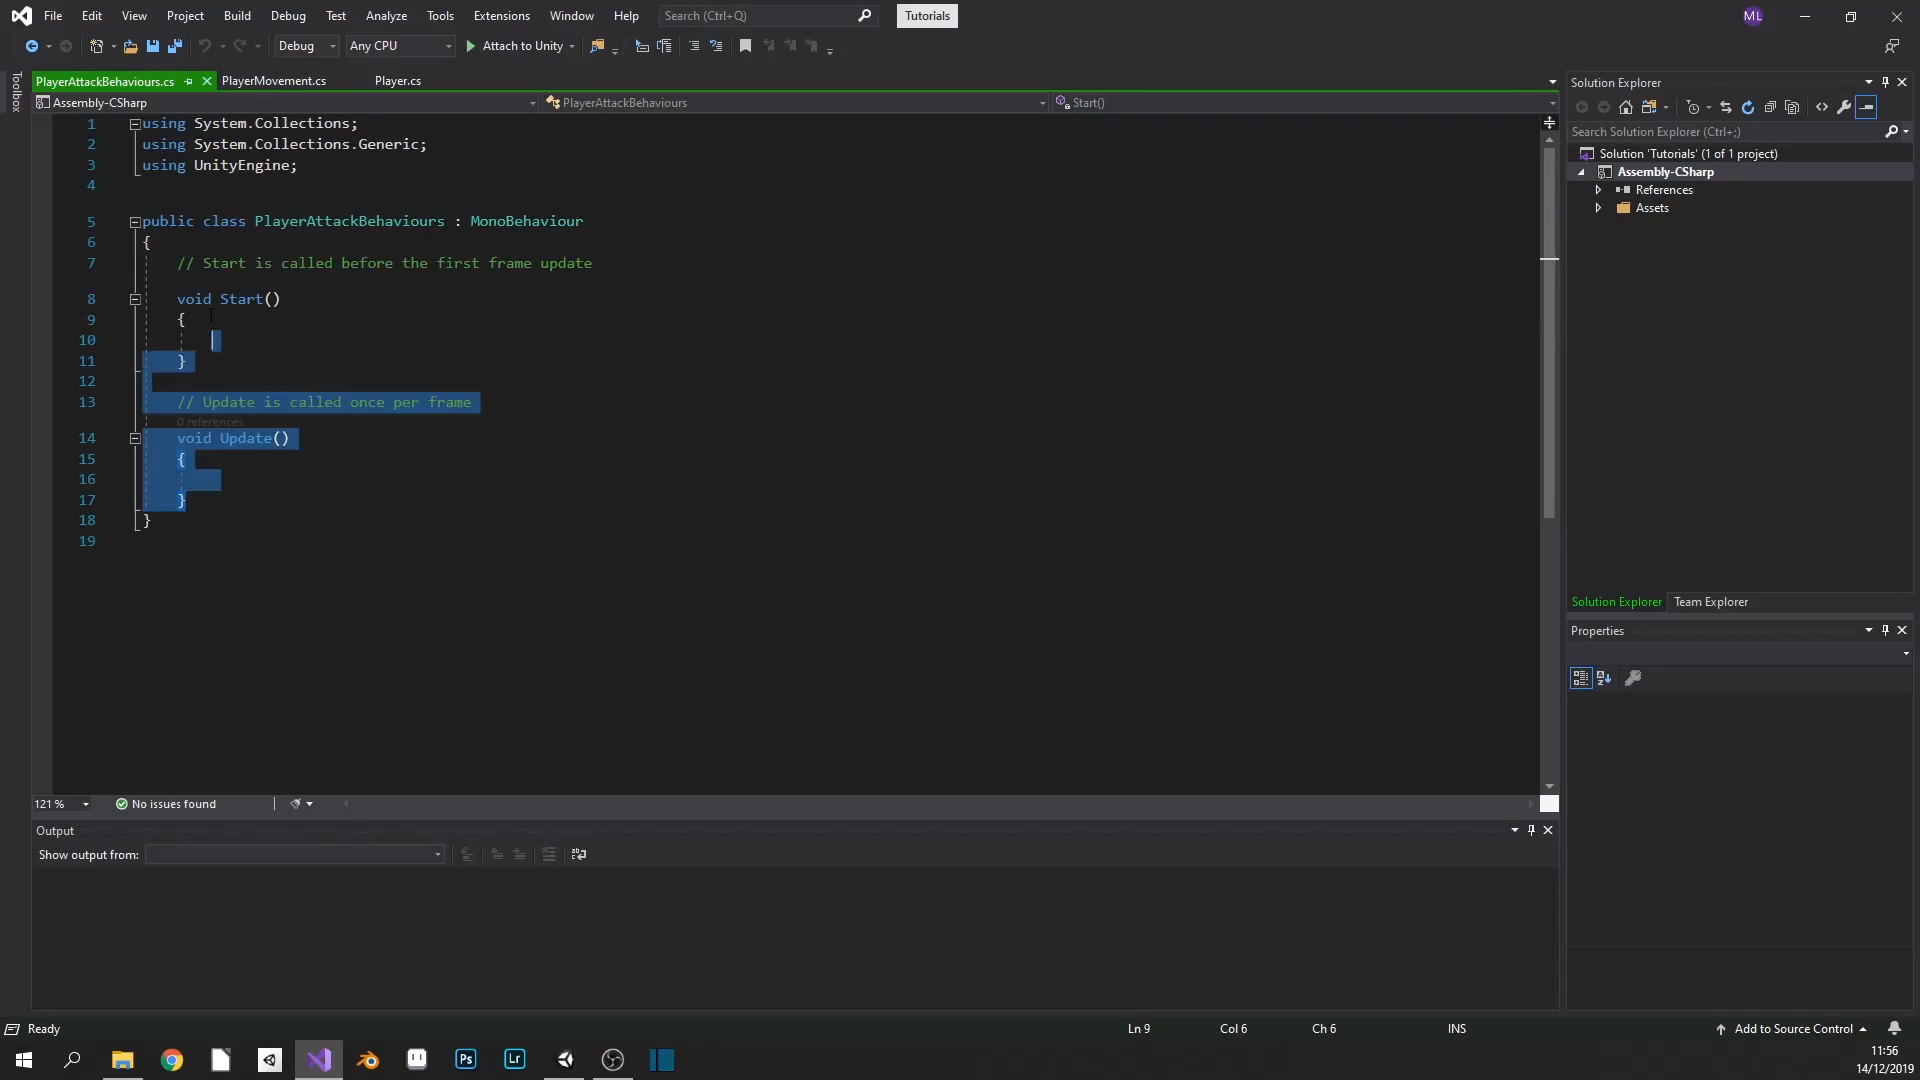 File Edit View Project Build Debug Test Analyze Tools Extensions Window Help Search (Ctrl+Q) Tutorials ML
Debug Any CPU Attach to Unity
Toolbox
PlayerAttackBehaviours.cs PlayerMovement.cs Player.cs
Assembly-CSharp PlayerAttackBehaviours Start()
1 using System.Collections;
2 using System.Collections.Generic;
3 using UnityEngine;
4
5 public class PlayerAttackBehaviours : MonoBehaviour
6 {
7 // Start is called before the first frame update
8 void Start()
9 {
10
11 }
12
13 // Update is called once per frame
0 references
14 void Update()
15 {
16
17 }
18 }
19
121 % No issues found
Output
Show output from:
Solution Explorer
Search Solution Explorer (Ctrl+;)
Solution 'Tutorials' (1 of 1 project)
Assembly-CSharp
References
Assets
Solution Explorer Team Explorer
Properties
Ready Ln 9 Col 6 Ch 6 INS Add to Source Control
Ps Lr
11:56
14/12/2019